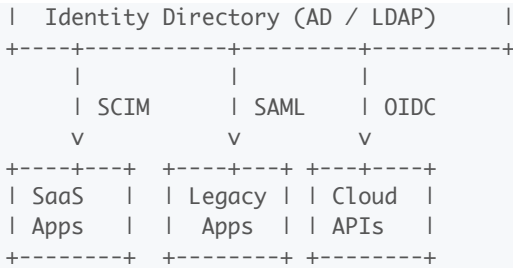 |  Identity Directory (AD / LDAP)     |
+----+-----------+---------+----------+
     |           |         |
     | SCIM      | SAML    | OIDC
     v           v         v
+----+---+  +----+---+ +---+----+
| SaaS   |  | Legacy | | Cloud  |
| Apps   |  |  Apps  | | APIs   |
+--------+  +--------+ +--------+